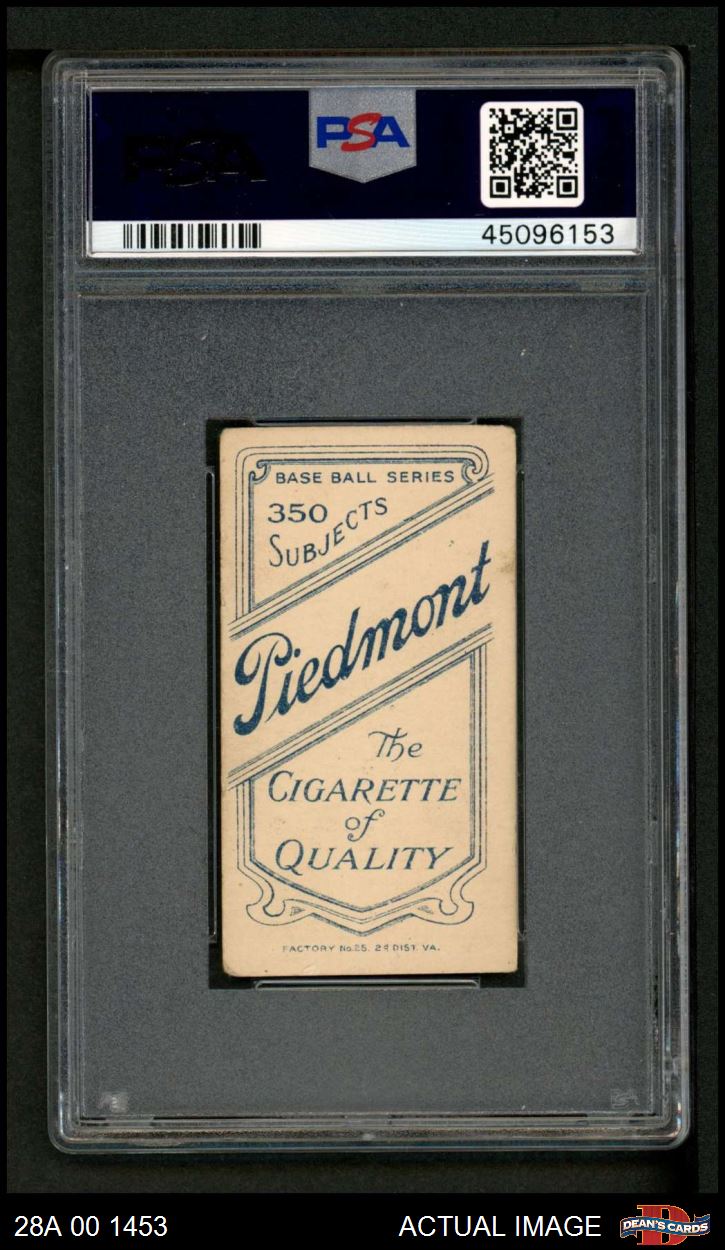 PSA
PSA
45096153
BASE BALL SERIES
350
SUBJECTS
Piedmont
The
CIGARETTE
of
QUALITY
FACTORY No. 25. 2D DIST. VA.
28A 00 1453
ACTUAL IMAGE
D
DEAN'S CARDS